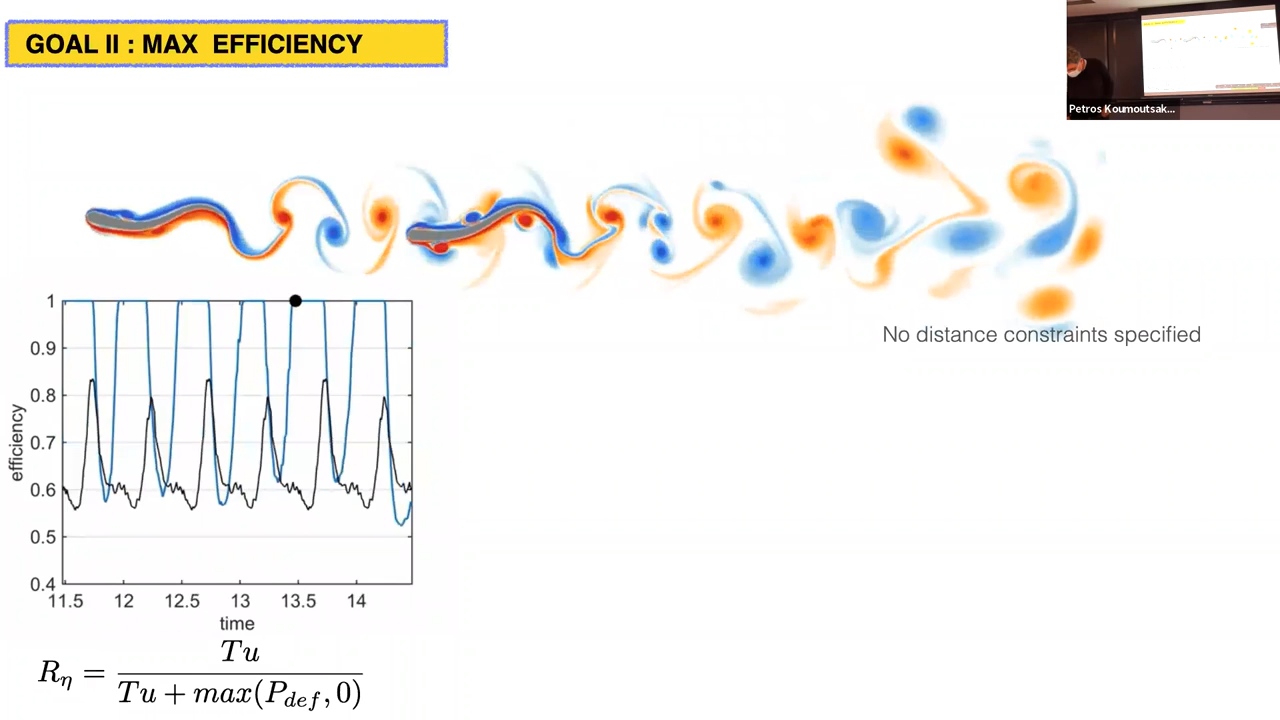 GOAL II : MAX EFFICIENCY
Petros Koumoutsak...
No distance constraints specified
1
0.9
0.8
0.7
0.6
0.5
0.4
efficiency
11.5 12 12.5 13 13.5 14
time
R_η = Tu / (Tu + max(P_def, 0))